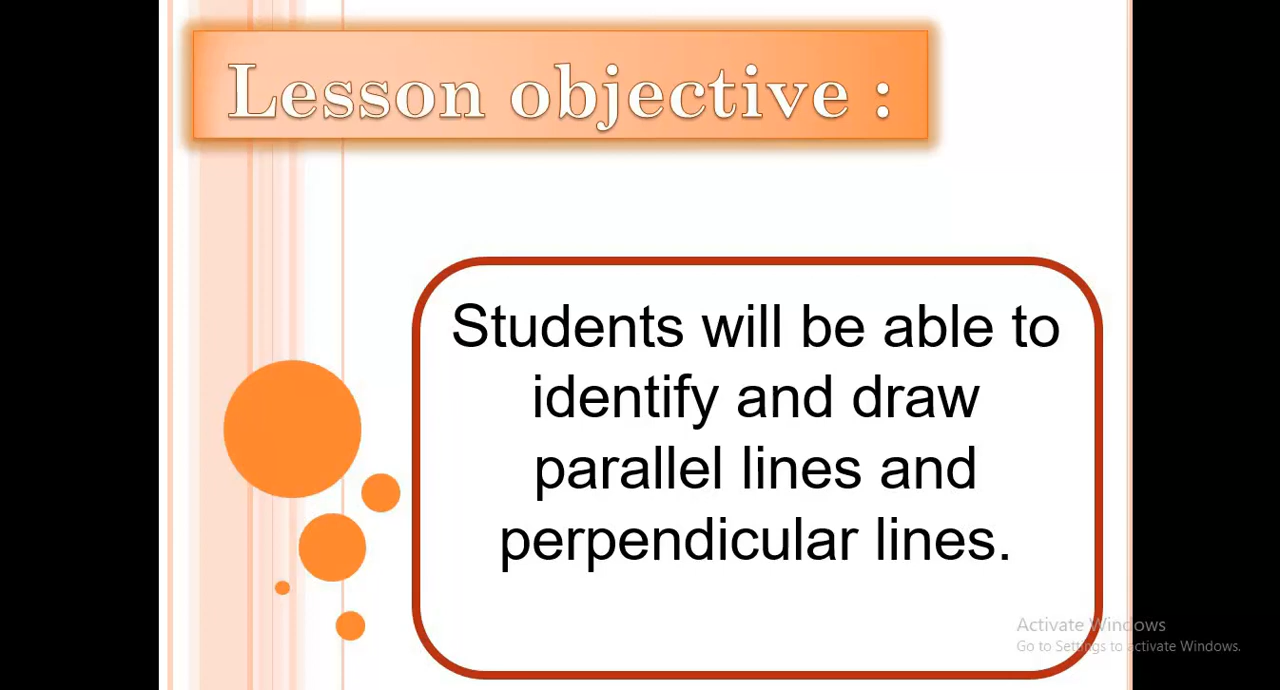 Lesson objective :
Students will be able to
identify and draw
parallel lines and
perpendicular lines.
Activate Windows
Go to Settings to activate Windows.